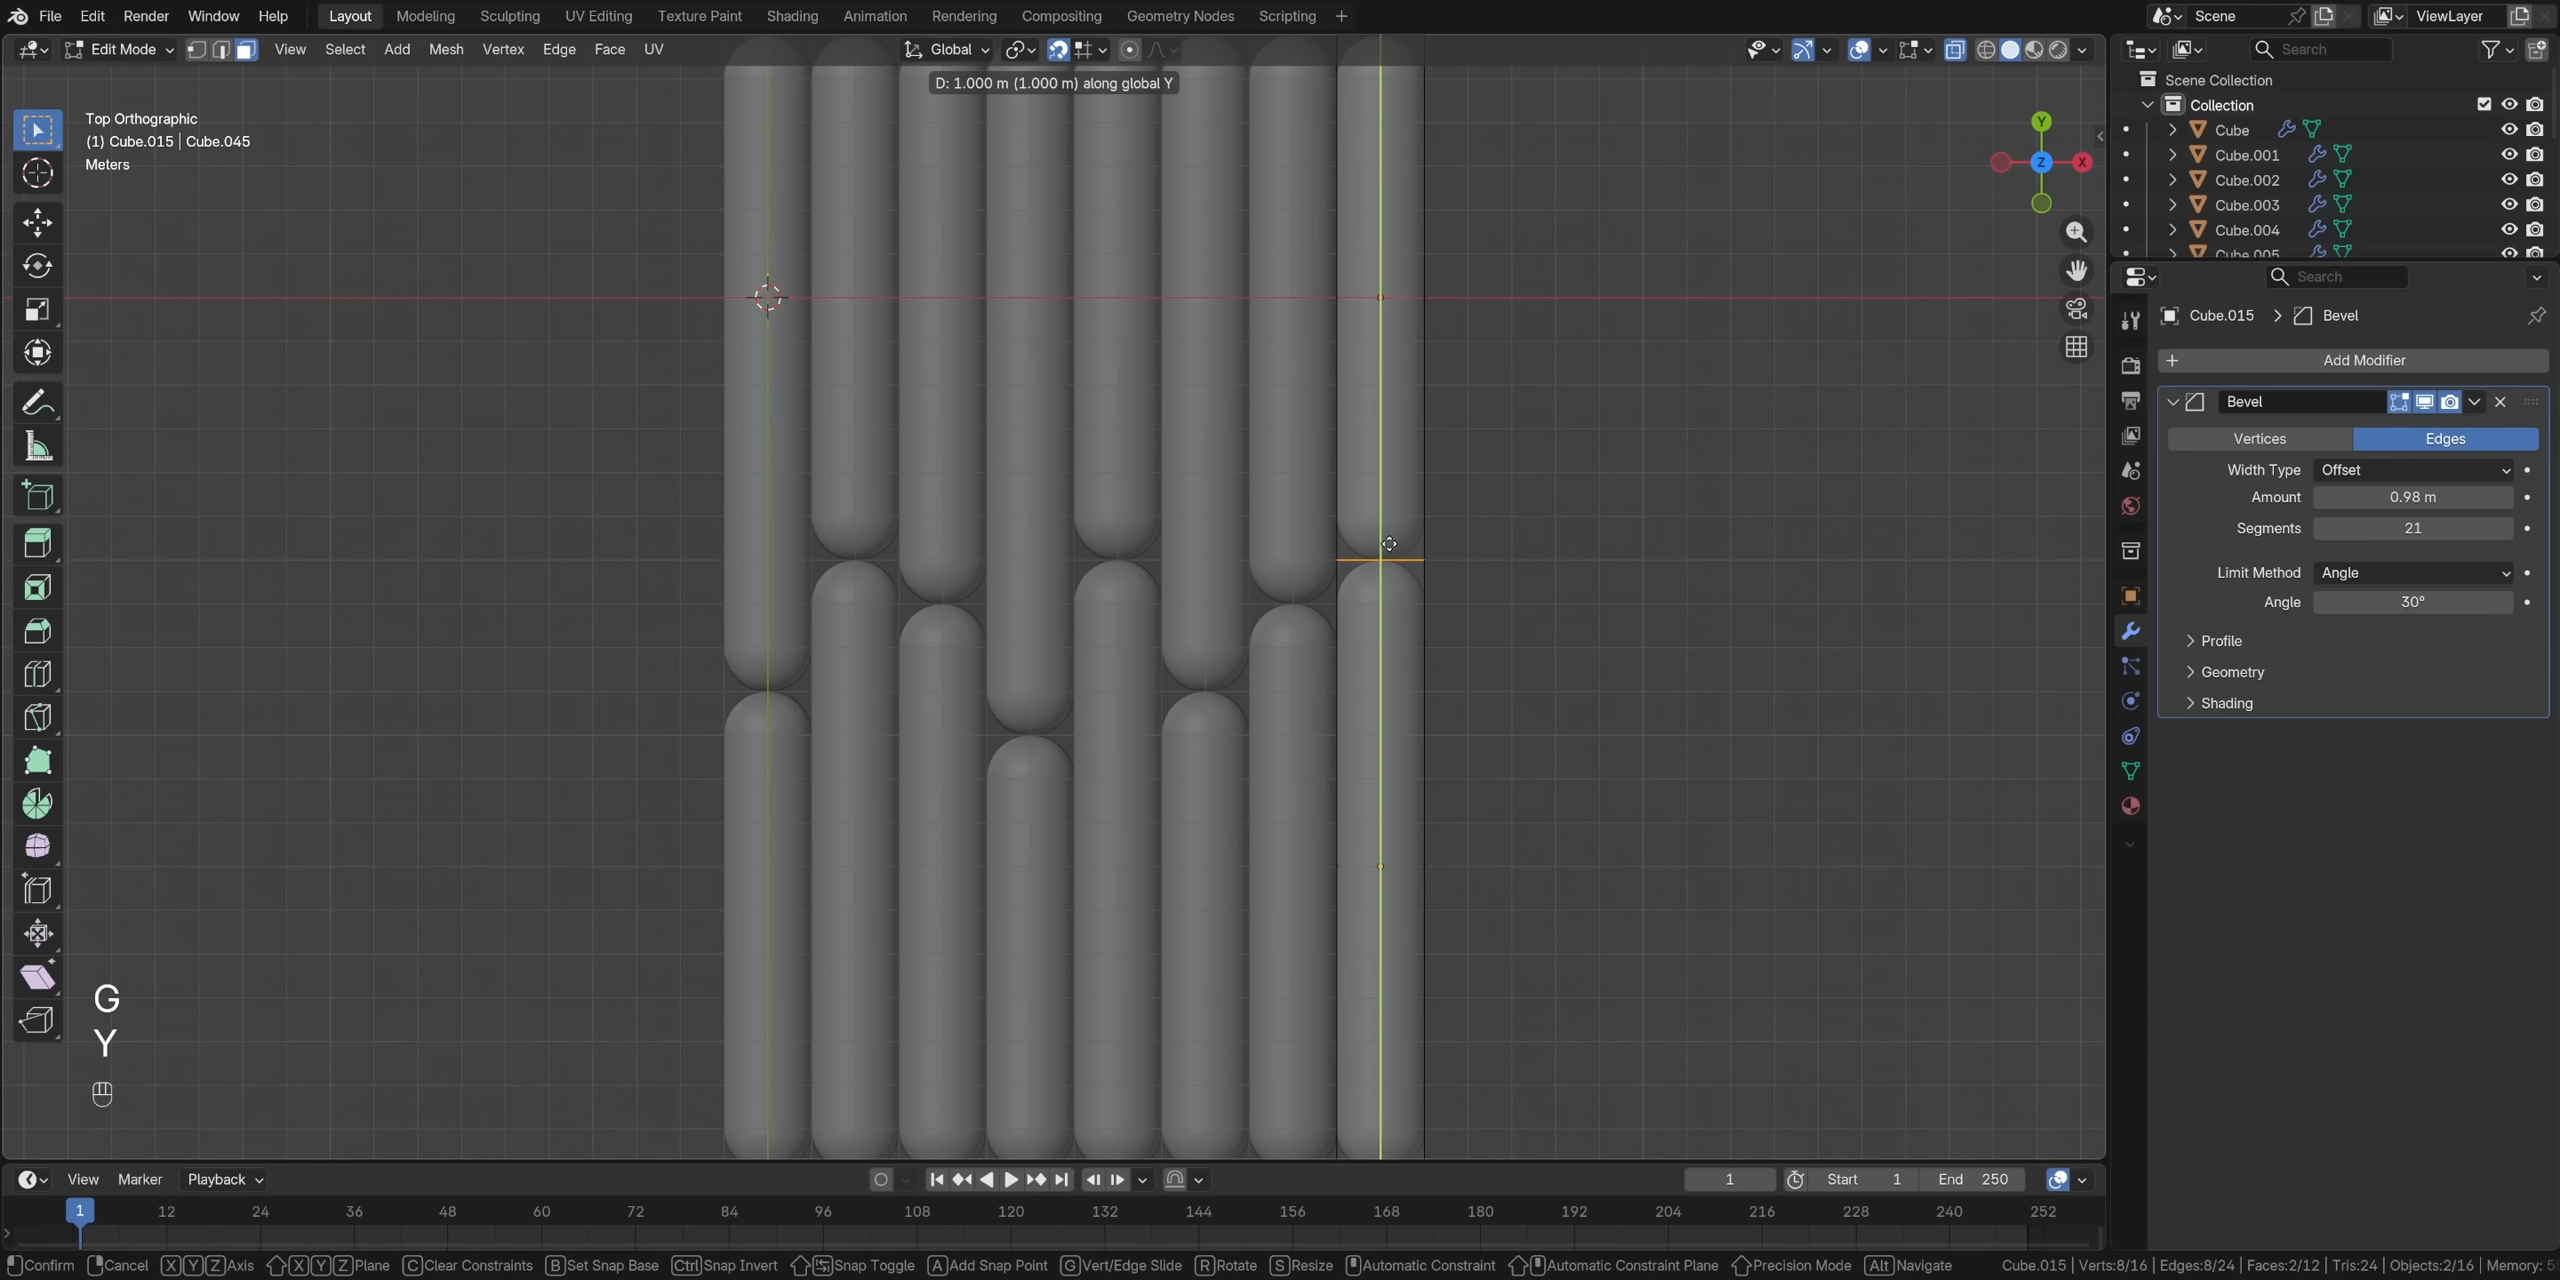 File Edit Render Window Help Layout Modeling Sculpting UV Editing Texture Paint Shading Animation Rendering Compositing Geometry Nodes Scripting + Scene ViewLayer
Edit Mode View Select Add Mesh Vertex Edge Face UV Global Search
D: 1.000 m (1.000 m) along global Y
Top Orthographic
(1) Cube.015 | Cube.045
Meters
Y
X
Z
Scene Collection
Collection
Cube
Cube.001
Cube.002
Cube.003
Cube.004
Cube.005
Search
Cube.015 > Bevel
+ Add Modifier
Bevel
Vertices Edges
Width Type Offset
Amount 0.98 m
Segments 21
Limit Method Angle
Angle 30°
Profile
Geometry
Shading
G
Y
View Marker Playback 1 Start 1 End 250
1 12 24 36 48 60 72 84 96 108 120 132 144 156 168 180 192 204 216 228 240 252
Confirm Cancel X Y Z Axis X Y Z Plane C Clear Constraints B Set Snap Base Ctrl Snap Invert Snap Toggle A Add Snap Point G Vert/Edge Slide R Rotate S Resize Automatic Constraint Automatic Constraint Plane Precision Mode Alt Navigate Cube.015 | Verts:8/16 | Edges:8/24 | Faces:2/12 | Tris:24 | Objects:2/16 | Memory: